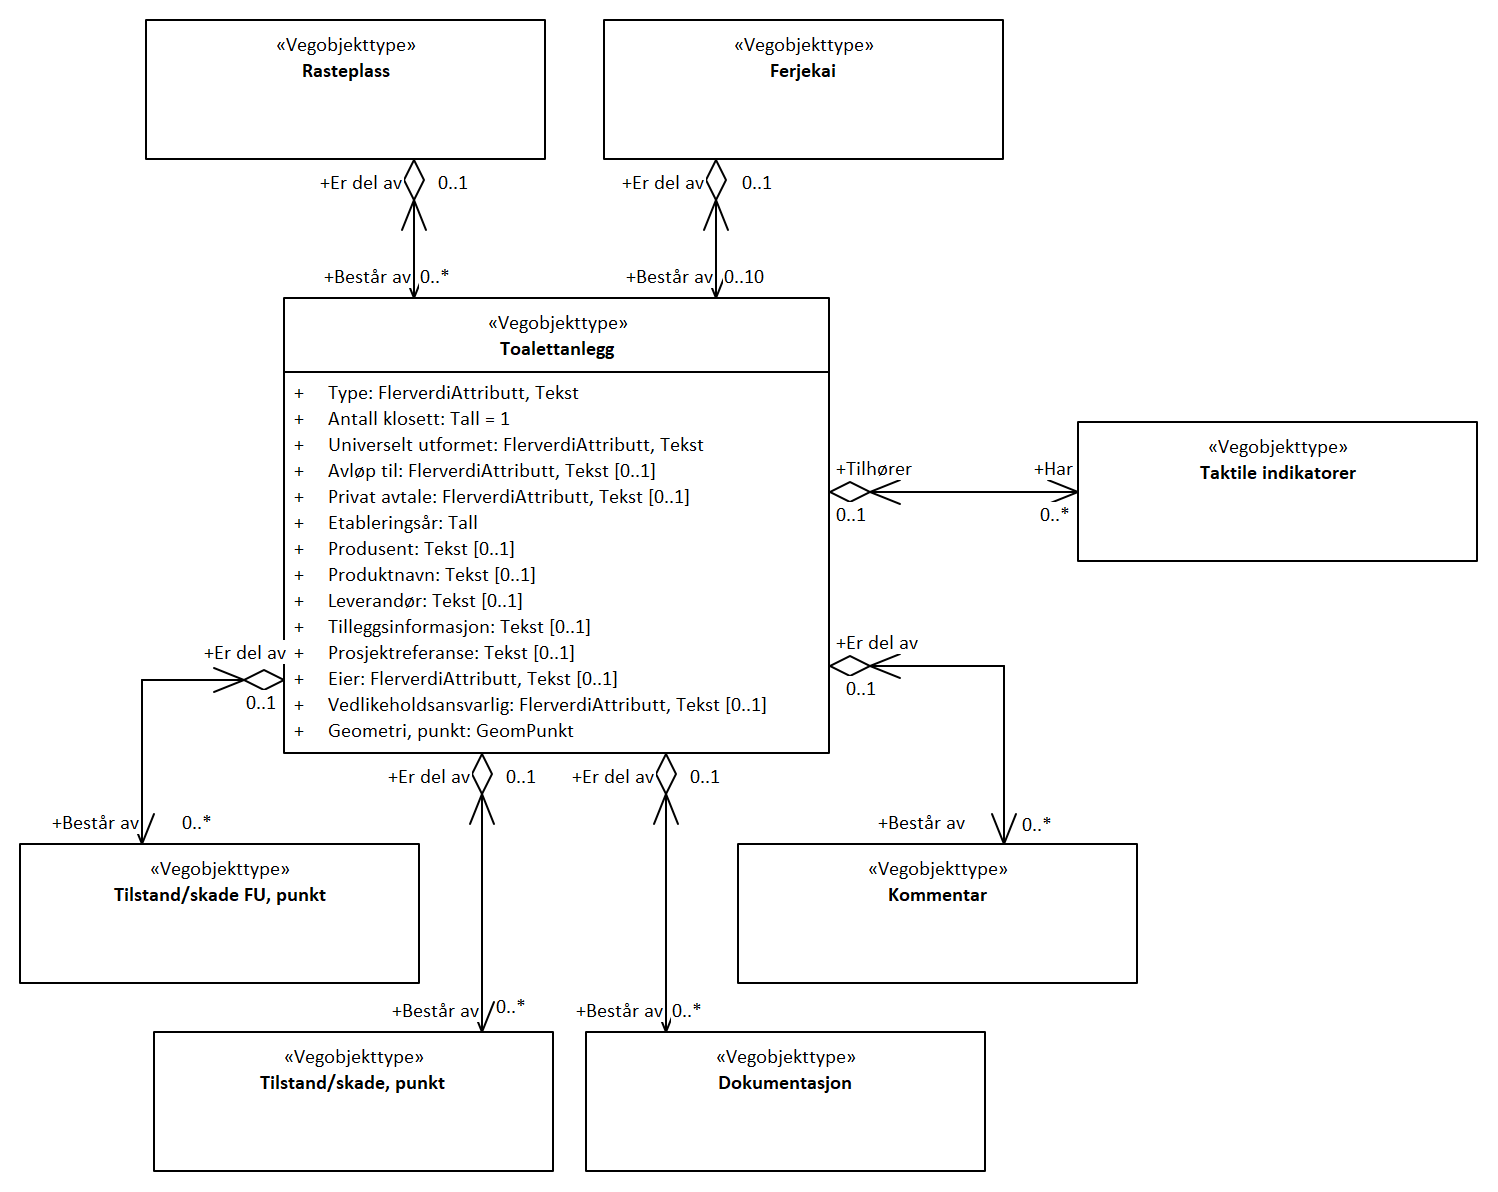 «Vegobjekttype»
Rasteplass
«Vegobjekttype»
Ferjekai
+Er del av
0..1
+Er del av
0..1
+Består av
0..*
+Består av
0..10
«Vegobjekttype»
Toalettanlegg
+ Type: FlerverdiAttributt, Tekst
+ Antall klosett: Tall = 1
+ Universelt utformet: FlerverdiAttributt, Tekst
+ Avløp til: FlerverdiAttributt, Tekst [0..1]
+ Privat avtale: FlerverdiAttributt, Tekst [0..1]
+ Etableringsår: Tall
+ Produsent: Tekst [0..1]
+ Produktnavn: Tekst [0..1]
+ Leverandør: Tekst [0..1]
+ Tilleggsinformasjon: Tekst [0..1]
+ Prosjektreferanse: Tekst [0..1]
+ Eier: FlerverdiAttributt, Tekst [0..1]
+ Vedlikeholdsansvarlig: FlerverdiAttributt, Tekst [0..1]
+ Geometri, punkt: GeomPunkt
+Tilhører
0..1
+Har
0..*
«Vegobjekttype»
Taktile indikatorer
+Er del av
0..1
+Er del av
0..1
+Er del av
0..1
+Er del av
0..1
+Består av
0..*
+Består av
0..*
«Vegobjekttype»
Tilstand/skade FU, punkt
«Vegobjekttype»
Kommentar
+Består av
0..*
+Består av
0..*
«Vegobjekttype»
Tilstand/skade, punkt
«Vegobjekttype»
Dokumentasjon